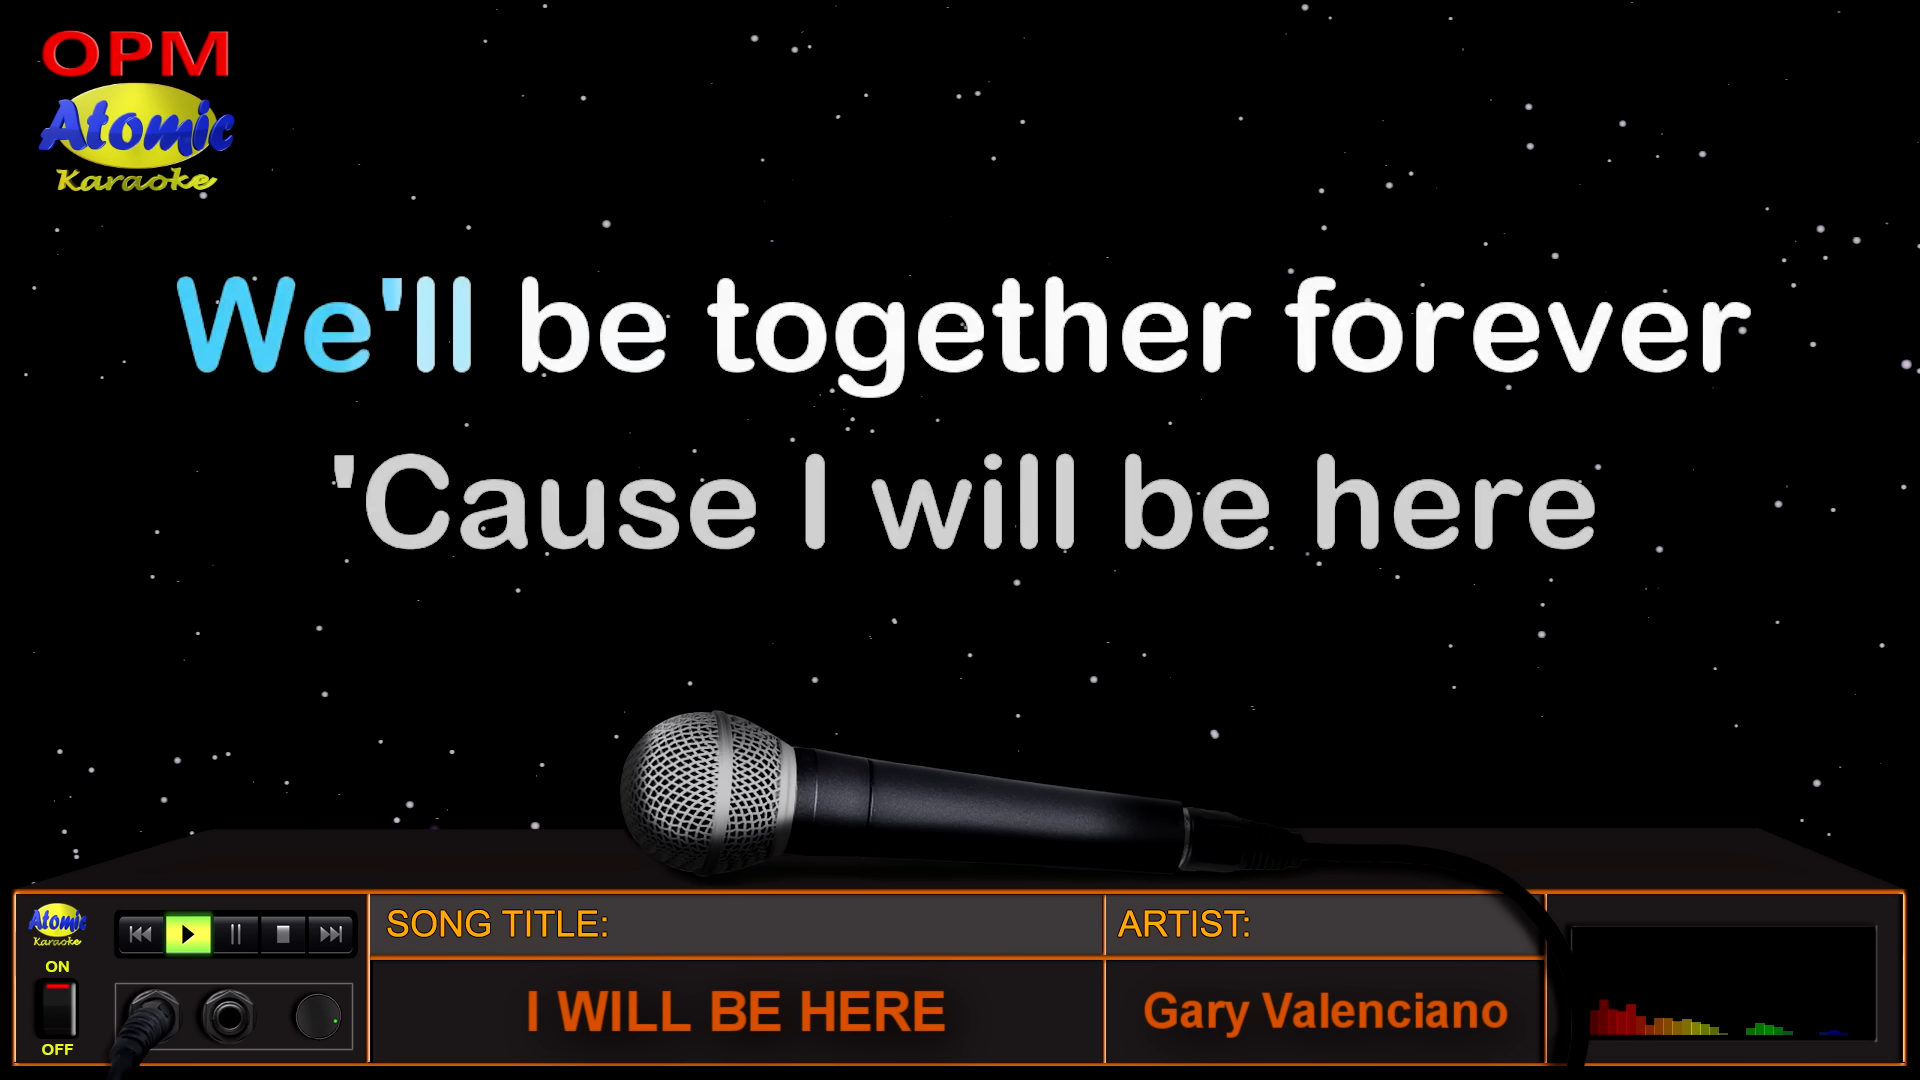 OPM
Atomic
Karaoke
We'll be together forever
'Cause I will be here
Atomic
Karaoke
ON
OFF
SONG TITLE:
I WILL BE HERE
ARTIST:
Gary Valenciano